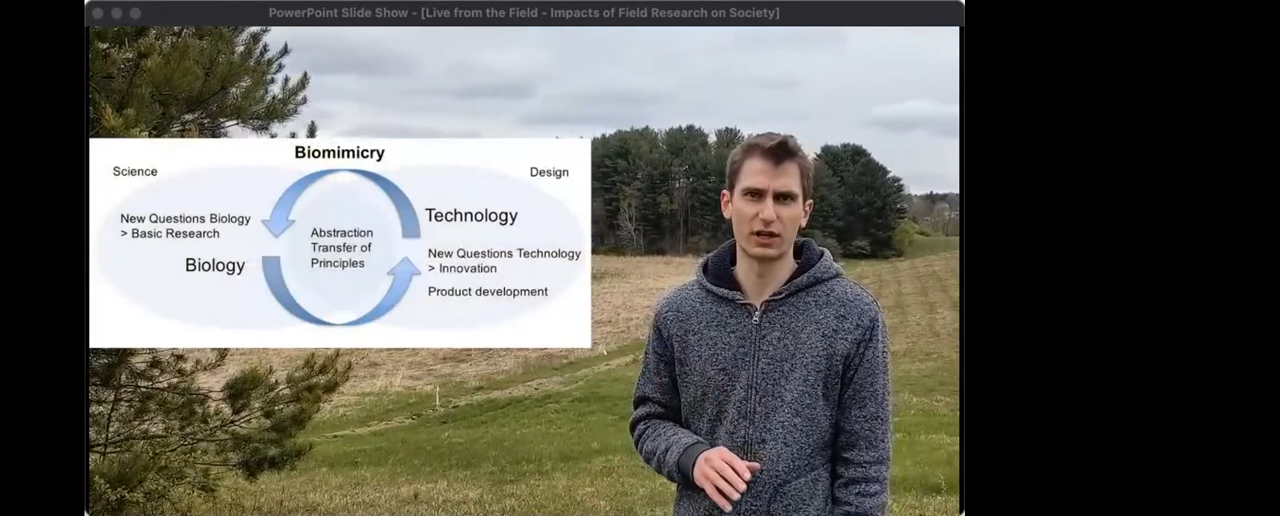 PowerPoint Slide Show - [Live from the Field - Impacts of Field Research on Society]
Biomimicry
Science
Design
New Questions Biology
> Basic Research
Biology
Abstraction
Transfer of
Principles
Technology
New Questions Technology
> Innovation
Product development